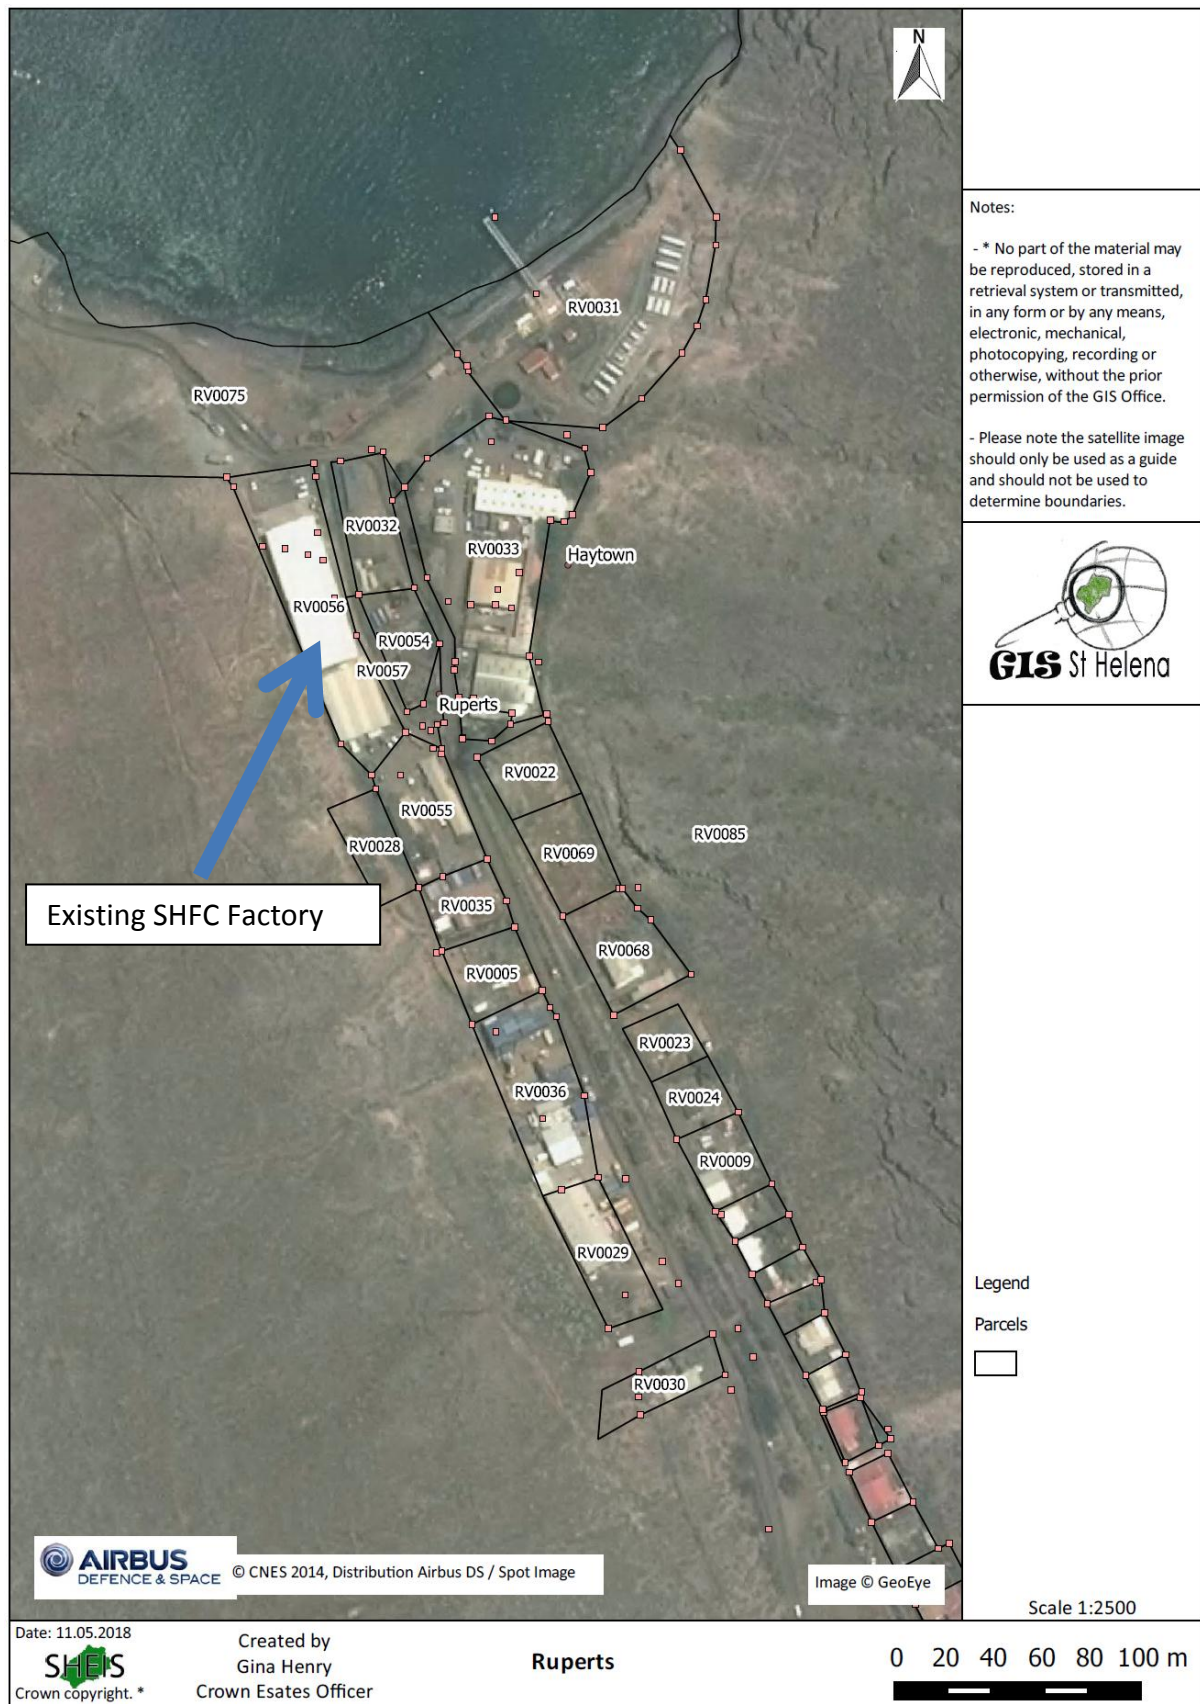 N
Notes:
- * No part of the material may
be reproduced, stored in a
retrieval system or transmitted,
in any form or by any means,
electronic, mechanical,
photocopying, recording or
otherwise, without the prior
permission of the GIS Office.
- Please note the satellite image
should only be used as a guide
and should not be used to
determine boundaries.
GIS St Helena
RV0031
RV0075
RV0032
RV0033
Haytown
RV0056
RV0054
RV0057
Ruperts
RV0022
RV0055
RV0085
RV0028
RV0069
Existing SHFC Factory
RV0035
RV0068
RV0005
RV0023
RV0036
RV0024
RV0009
RV0029
RV0030
Legend
Parcels
AIRBUS
DEFENCE & SPACE
© CNES 2014, Distribution Airbus DS / Spot Image
Image © GeoEye
Scale 1:2500
Date: 11.05.2018
SHEIS
Crown copyright. *
Created by
Gina Henry
Crown Esates Officer
Ruperts
0 20 40 60 80 100 m